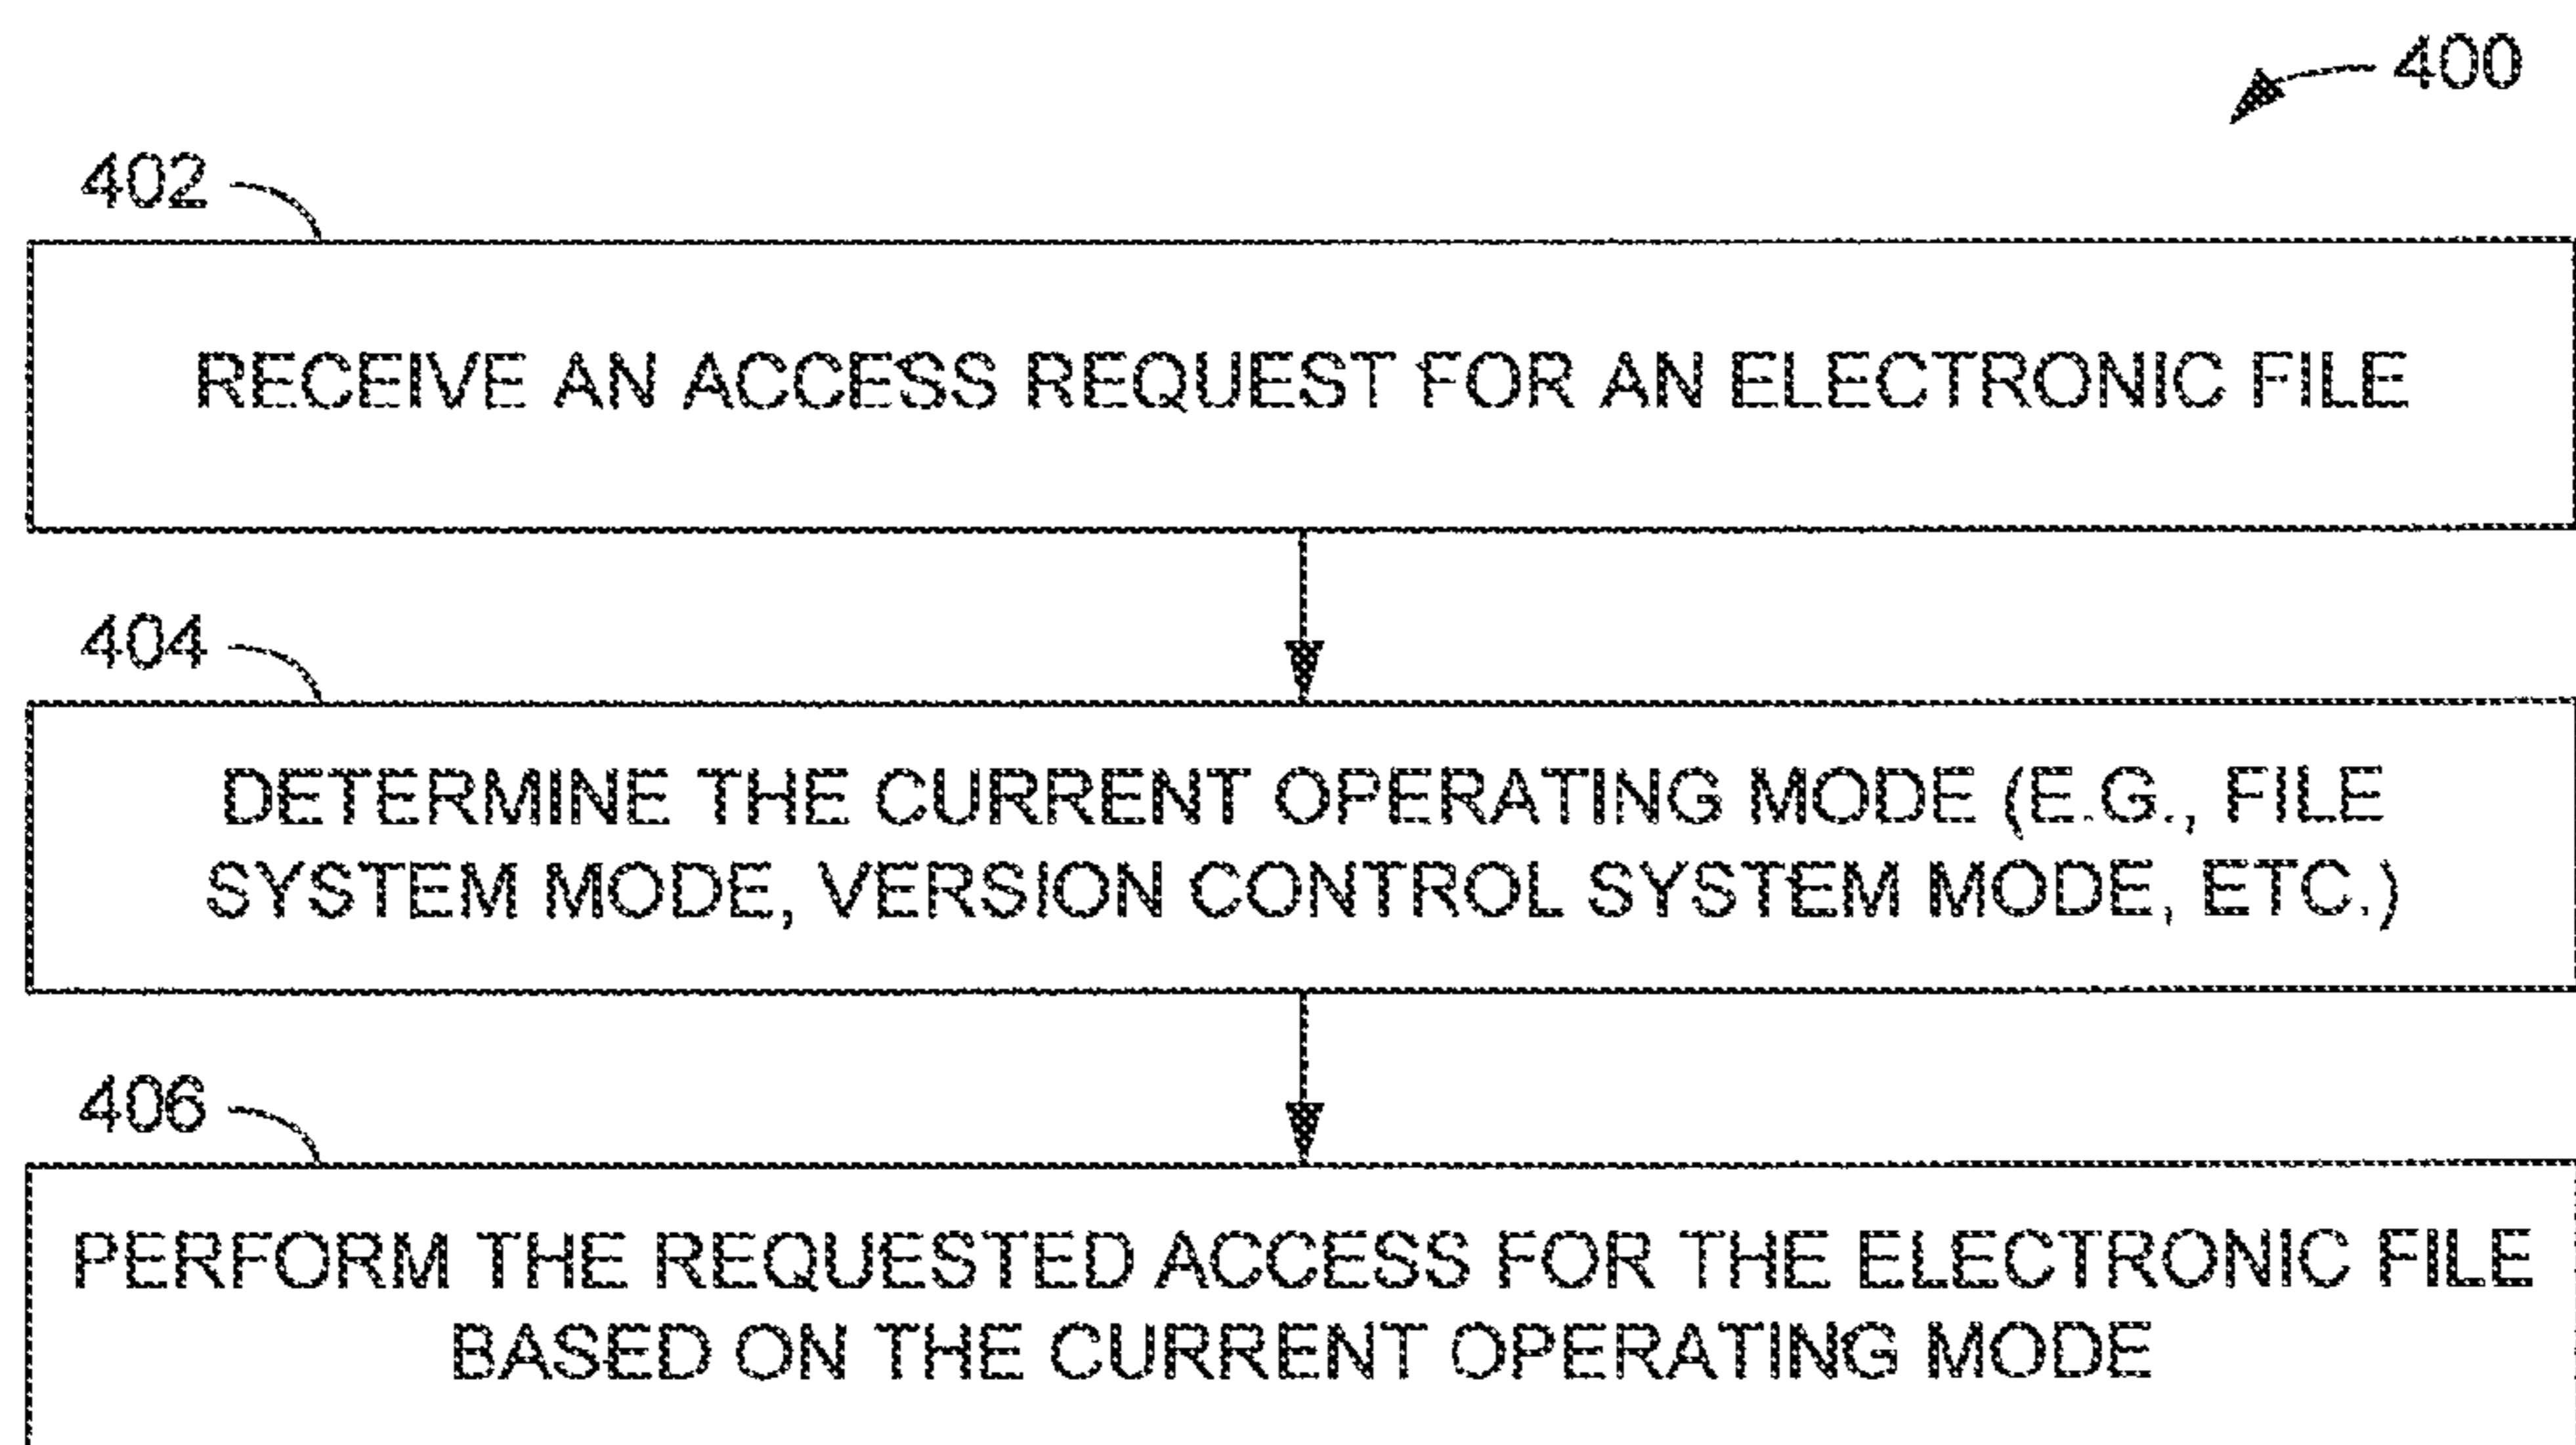 400
402
RECEIVE AN ACCESS REQUEST FOR AN ELECTRONIC FILE
404
DETERMINE THE CURRENT OPERATING MODE (E.G., FILE
SYSTEM MODE, VERSION CONTROL SYSTEM MODE, ETC.)
406
PERFORM THE REQUESTED ACCESS FOR THE ELECTRONIC FILE
BASED ON THE CURRENT OPERATING MODE